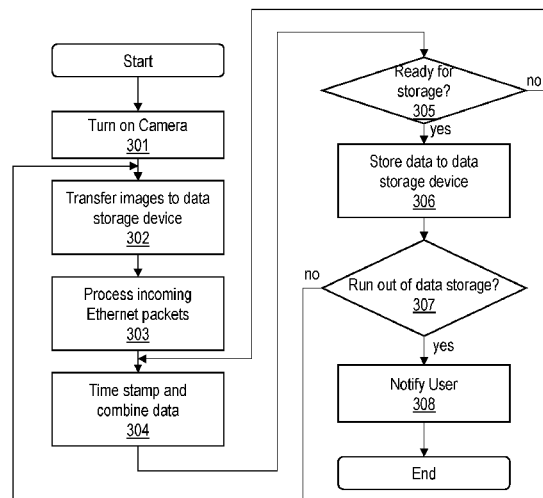 Start
Turn on Camera
301
Transfer images to data
storage device
302
Process incoming
Ethernet packets
303
Time stamp and
combine data
304
Ready for
storage?
305
no
yes
Store data to data
storage device
306
no
Run out of data storage?
307
yes
Notify User
308
End